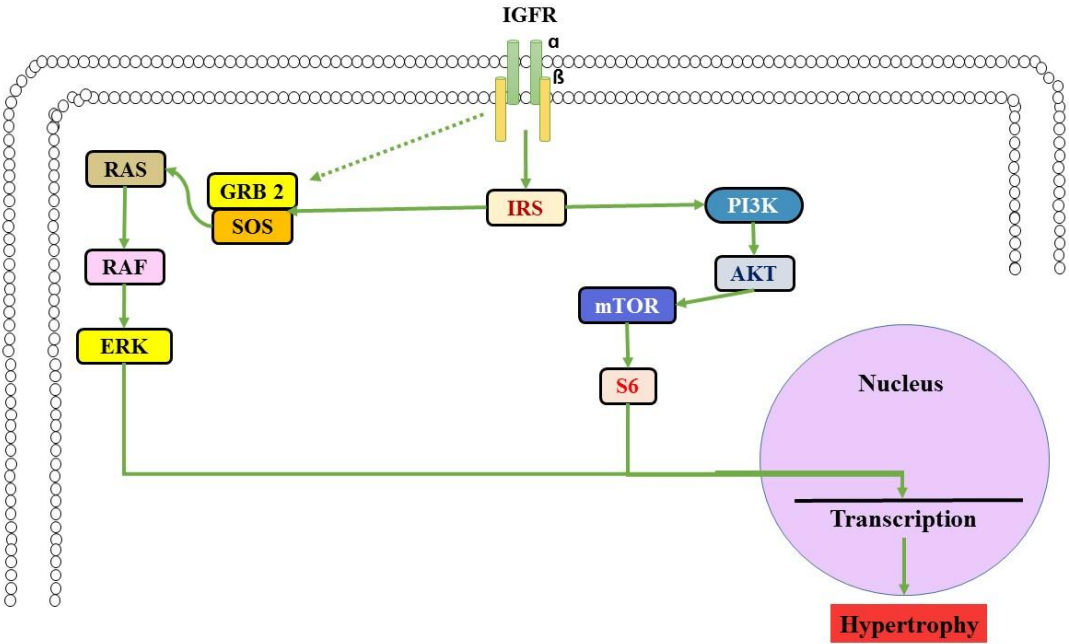 IGFR
α
ß
RAS
GRB 2
SOS
IRS
PI3K
RAF
AKT
mTOR
ERK
S6
Nucleus
Transcription
Hypertrophy